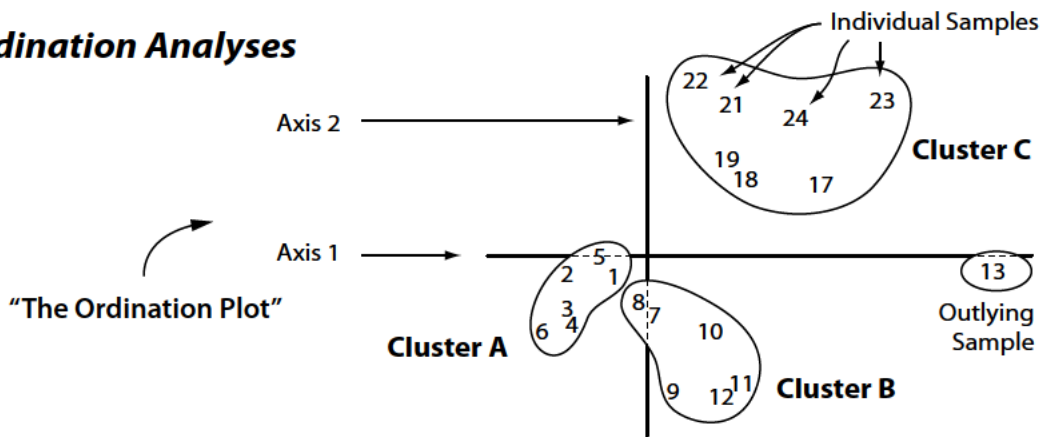 dination Analyses
Individual Samples
22
21
24
23
Axis 2
Cluster C
19
18
17
Axis 1
5
2
1
13
"The Ordination Plot"
3
8
7
Outlying
Sample
6
4
10
Cluster A
9
12
11
Cluster B